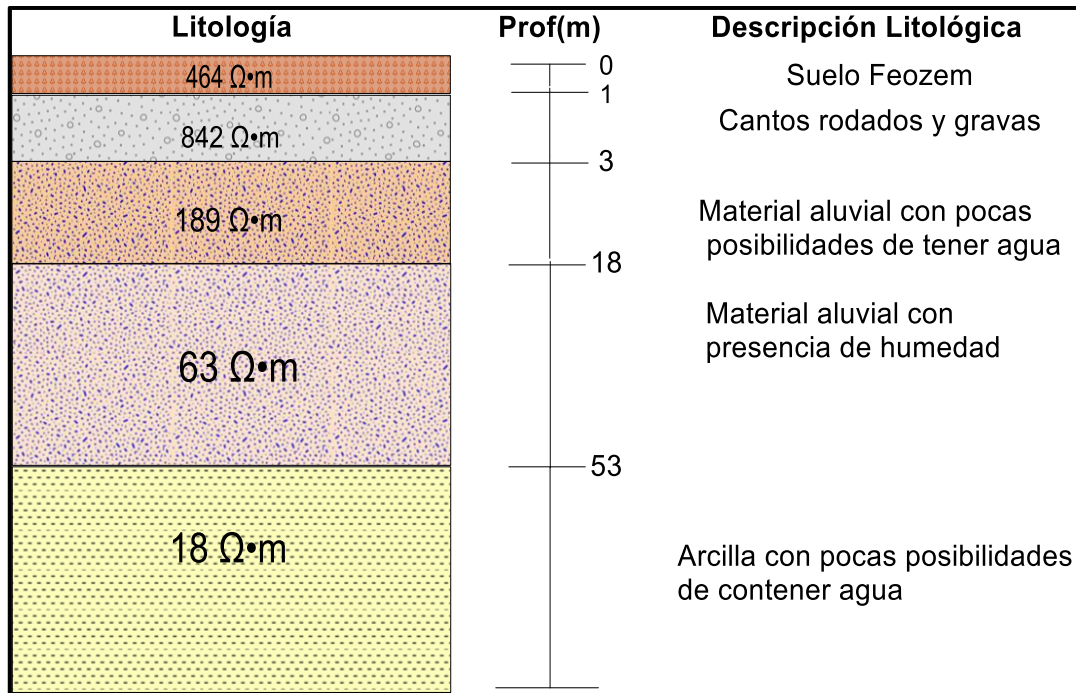 Litología
Prof(m)
Descripción Litológica
464 Ω•m
0
Suelo Feozem
1
842 Ω•m
Cantos rodados y gravas
3
189 Ω•m
Material aluvial con pocas
posibilidades de tener agua
18
63 Ω•m
Material aluvial con
presencia de humedad
53
18 Ω•m
Arcilla con pocas posibilidades
de contener agua